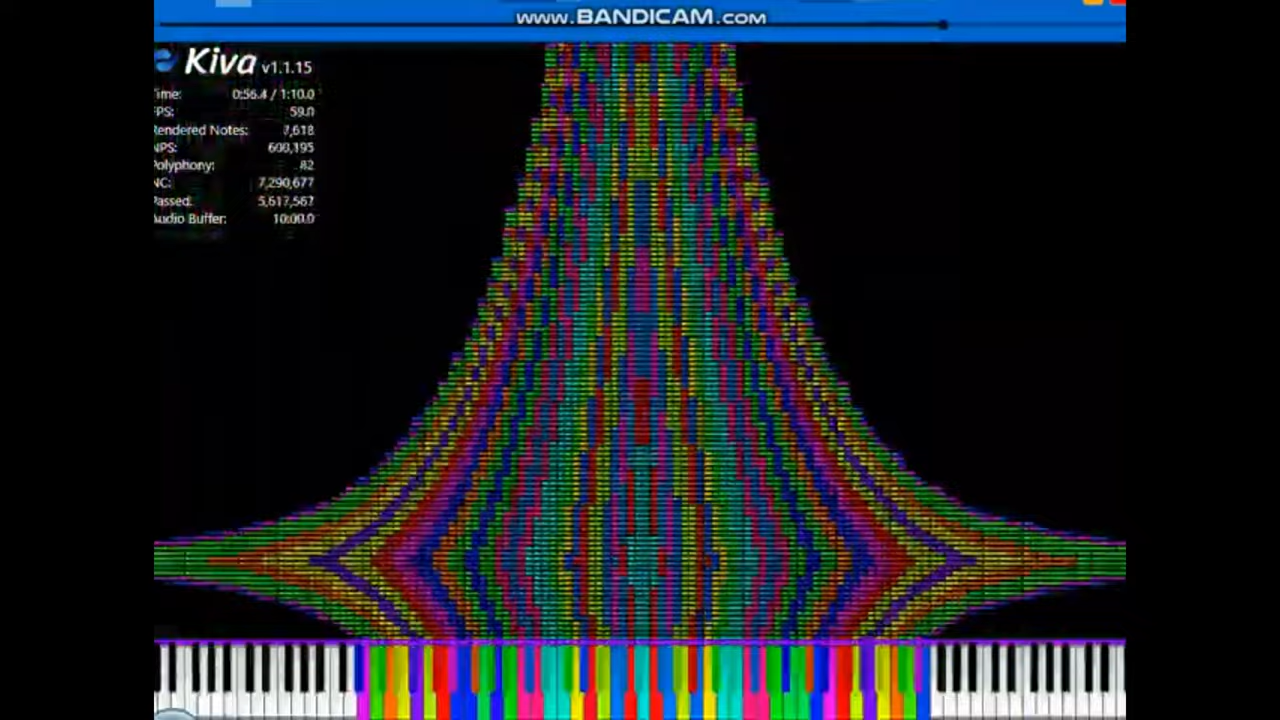 www.BANDICAM.com
Kiva v1.1.15
Time: 0:56.4 / 1:10.0
FPS: 59.0
Rendered Notes: 7,618
NPS: 600,195
Polyphony: 82
NC: 7,290,677
Passed: 5,617,567
Audio Buffer: 10:00.0